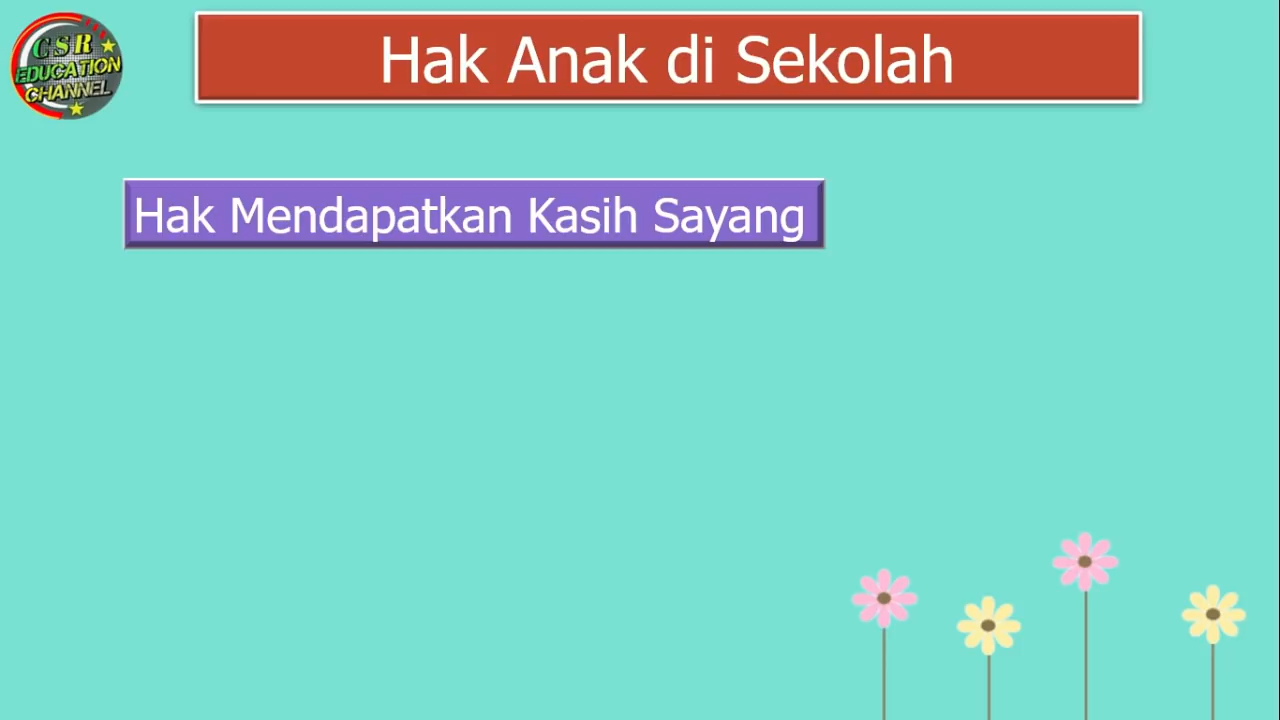 CSR
EDUCATION
CHANNEL
Hak Anak di Sekolah
Hak Mendapatkan Kasih Sayang